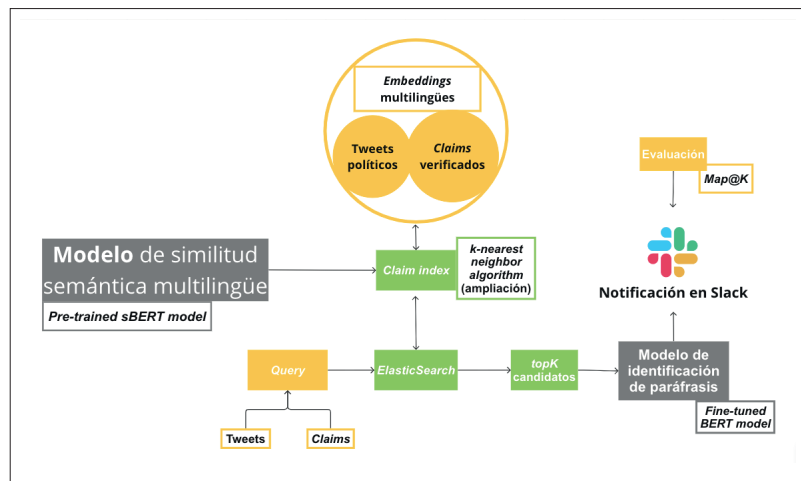 Embeddings
multilingües
Tweets
políticos
Claims
verificados
Evaluación
Map@K
Modelo de similitud
semántica multilingüe
Pre-trained sBERT model
Claim index
k-nearest
neighbor
algorithm
(ampliación)
Notificación en Slack
Query
ElasticSearch
topK
candidatos
Modelo de
identificación
de paráfrasis
Fine-tuned
BERT model
Tweets
Claims